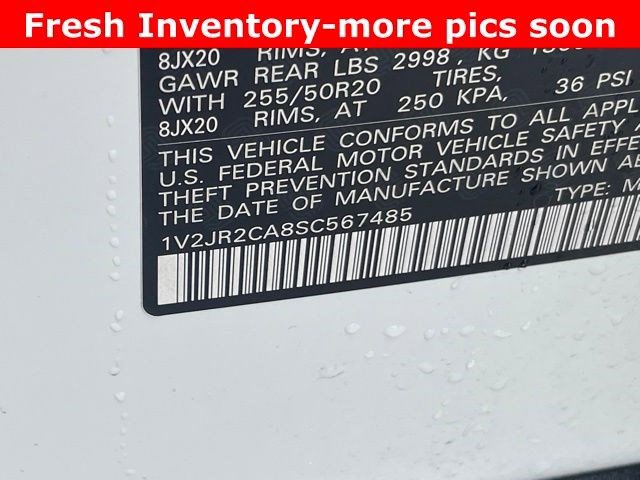 Fresh Inventory-more pics soon
8JX20 RIMS, AT
GAWR REAR LBS 2998, KG
WITH 255/50R20 TIRES,
8JX20 RIMS, AT 250 KPA, 36 PSI
THIS VEHICLE CONFORMS TO ALL APPL
U.S. FEDERAL MOTOR VEHICLE SAFETY
THEFT PREVENTION STANDARDS IN EFFE
THE DATE OF MANUFACTURE SHOWN AB
1V2JR2CA8SC567485 TYPE: M